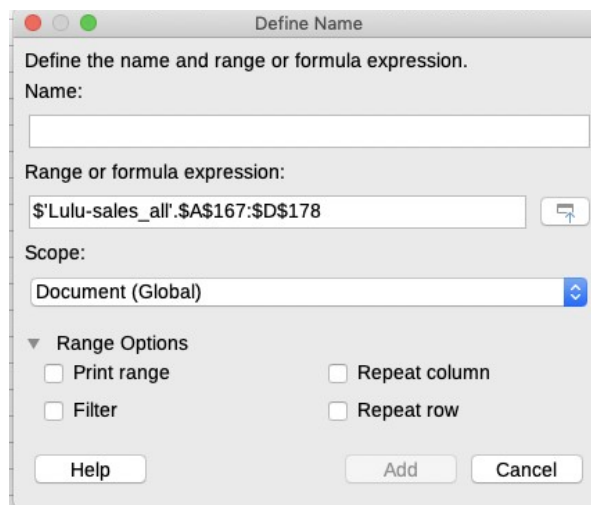 Define Name
Define the name and range or formula expression.
Name:
Range or formula expression:
$'Lulu-sales_all'.$A$167:$D$178
Scope:
Document (Global)
Range Options
Print range
Repeat column
Filter
Repeat row
Help
Add
Cancel